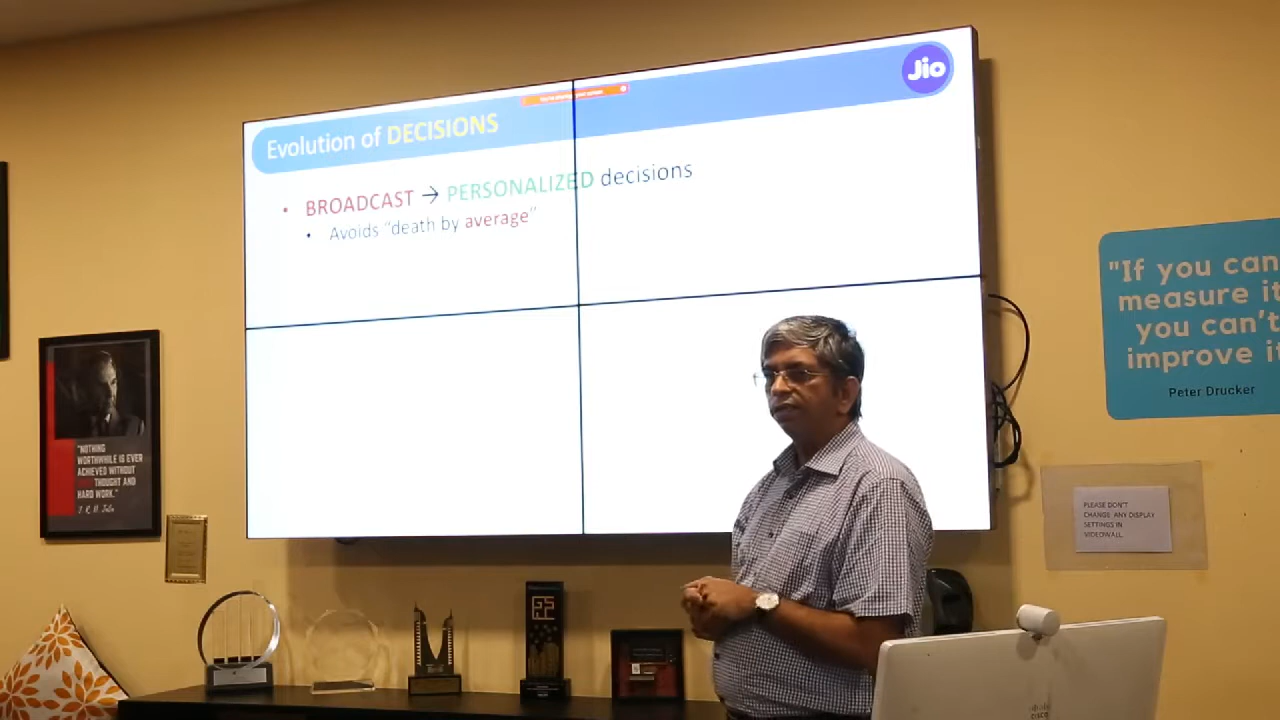 Jio
Evolution of DECISIONS
• BROADCAST → PERSONALIZED decisions
• Avoids “death by average”
"If you can
measure it
you can't
improve it
Peter Drucker
"NOTHING
WORTHWHILE IS EVER
ACHIEVED WITHOUT
THOUGHT AND
HARD WORK."
J. R. D. Tata
PLEASE DON'T
CHANGE ANY DISPLAY
SETTINGS IN
VIDEOWALL
CISCO